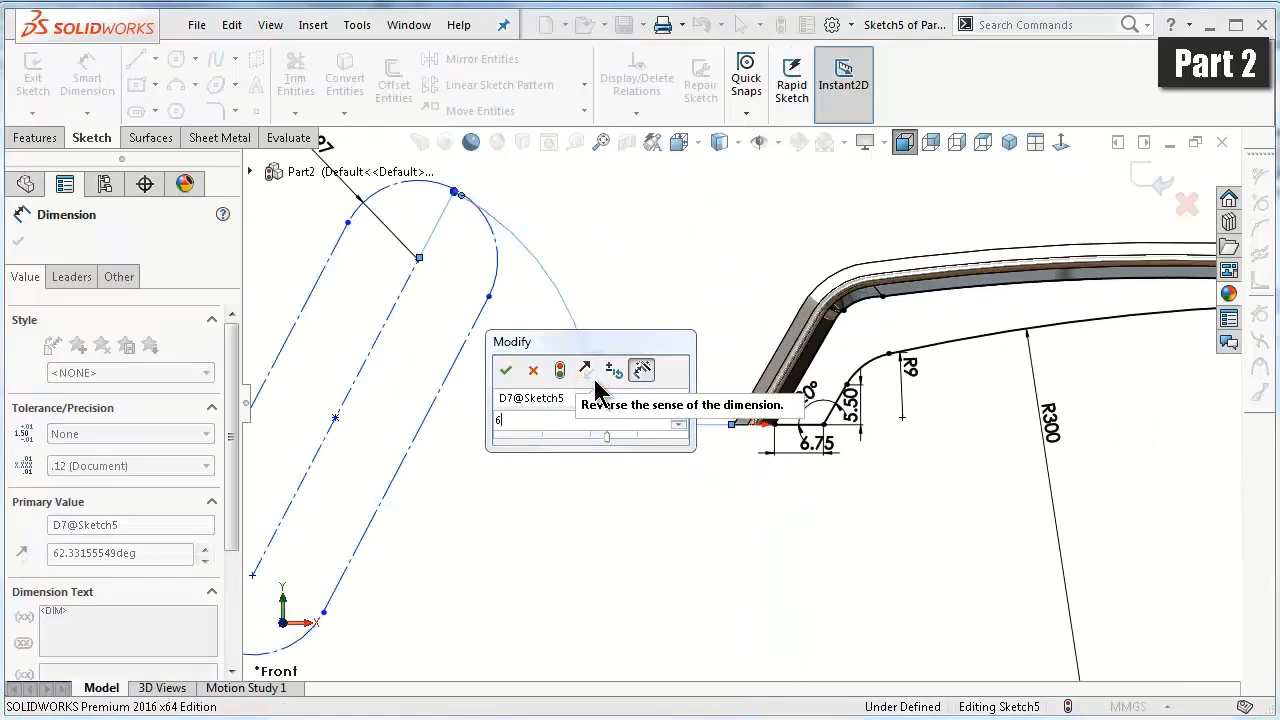 SOLIDWORKS
File Edit View Insert Tools Window Help
Sketch5 of Par...
Search Commands
Part 2
Exit Sketch
Smart Dimension
Trim Entities
Convert Entities
Offset Entities
Mirror Entities
Linear Sketch Pattern
Move Entities
Display/Delete Relations
Repair Sketch
Quick Snaps
Rapid Sketch
Instant2D
Features Sketch Surfaces Sheet Metal Evaluate
Part2 (Default<<Default>...
Dimension
Value Leaders Other
Style
<NONE>
Tolerance/Precision
None
.12 (Document)
Primary Value
D7@Sketch5
62.33155549deg
Dimension Text
<DIM>
Modify
D7@Sketch5
6
Reverse the sense of the dimension.
R9
5.50
6.75
R300
Y
X
*Front
Model 3D Views Motion Study 1
SOLIDWORKS Premium 2016 x64 Edition
Under Defined
Editing Sketch5
MMGS